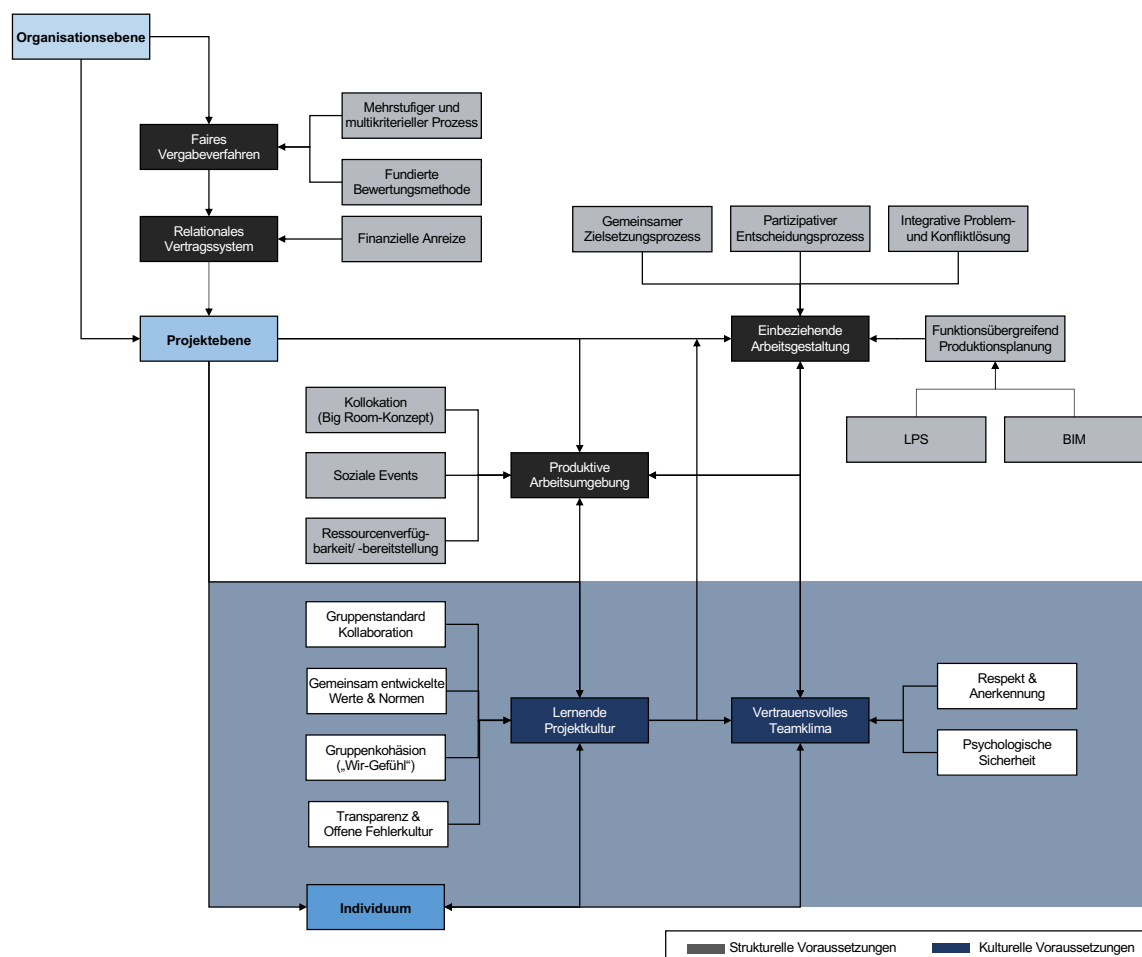 Organisationsebene
Mehrstufiger und
multikriterieller Prozess
Faires
Vergabeverfahren
Fundierte
Bewertungsmethode
Relationales
Vertragssystem
Finanzielle Anreize
Gemeinsamer
Zielsetzungsprozess
Partizipativer
Entscheidungsprozess
Integrative Problem-
und Konfliktlösung
Projektebene
Einbeziehende
Arbeitsgestaltung
Funktionsübergreifend
Produktionsplanung
LPS
BIM
Kollokation
(Big Room-Konzept)
Soziale Events
Produktive
Arbeitsumgebung
Ressourcenverfüg-
barkeit/ -bereitstellung
Gruppenstandard
Kollaboration
Gemeinsam entwickelte
Werte & Normen
Lernende
Projektkultur
Vertrauensvolles
Teamklima
Respekt &
Anerkennung
Psychologische
Sicherheit
Gruppenkohäsion
(„Wir-Gefühl“)
Transparenz &
Offene Fehlerkultur
Individuum
Strukturelle Voraussetzungen
Kulturelle Voraussetzungen